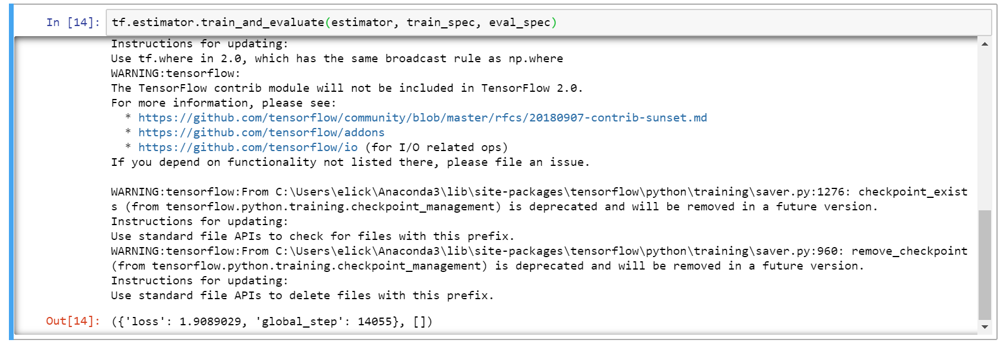 In [14]: tf.estimator.train_and_evaluate(estimator, train_spec, eval_spec)
Instructions for updating:
Use tf.where in 2.0, which has the same broadcast rule as np.where
WARNING:tensorflow:
The TensorFlow contrib module will not be included in TensorFlow 2.0.
For more information, please see:
  * https://github.com/tensorflow/community/blob/master/rfcs/20180907-contrib-sunset.md
  * https://github.com/tensorflow/addons
  * https://github.com/tensorflow/io (for I/O related ops)
If you depend on functionality not listed there, please file an issue.
WARNING:tensorflow:From C:\Users\elick\Anaconda3\lib\site-packages\tensorflow\python\training\saver.py:1276: checkpoint_exist
s (from tensorflow.python.training.checkpoint_management) is deprecated and will be removed in a future version.
Instructions for updating:
Use standard file APIs to check for files with this prefix.
WARNING:tensorflow:From C:\Users\elick\Anaconda3\lib\site-packages\tensorflow\python\training\saver.py:960: remove_checkpoint
(from tensorflow.python.training.checkpoint_management) is deprecated and will be removed in a future version.
Instructions for updating:
Use standard file APIs to delete files with this prefix.
Out[14]: ({'loss': 1.9089029, 'global_step': 14055}, [])